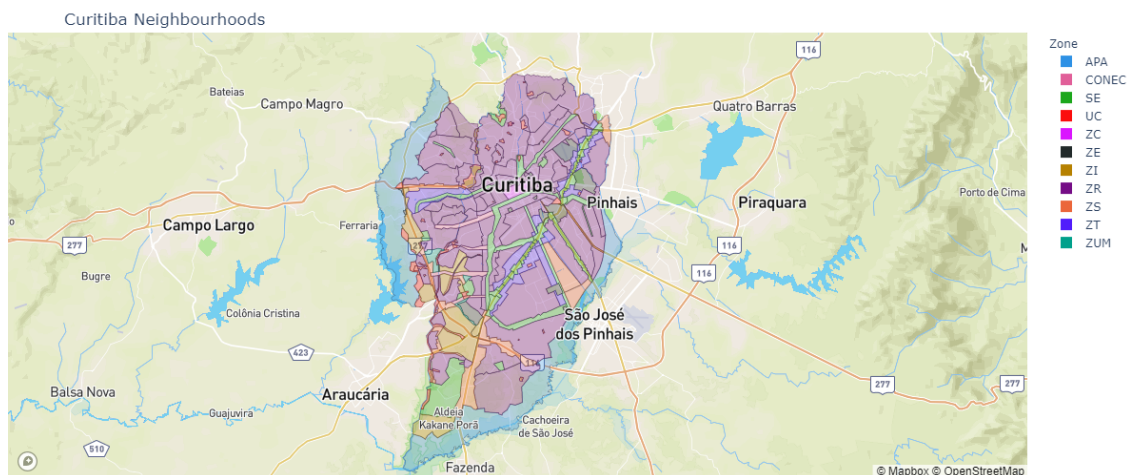 Curitiba Neighbourhoods
Zone
APA
CONEC
SE
UC
ZC
ZE
ZI
ZR
ZS
ZT
ZUM
116
Bateias
Campo Magro
Quatro Barras
Curitiba
Pinhais
Piraquara
Porto de Cima
Campo Largo
Ferraria
277
277
116
277
M
Bugre
116
Colônia Cristina
São José
dos Pinhais
423
116
Balsa Nova
Araucária
277
277
Guajuvira
Aldeia
Kakane Porã
Cachoeira
de São José
510
Fazenda
© Mapbox © OpenStreetMap